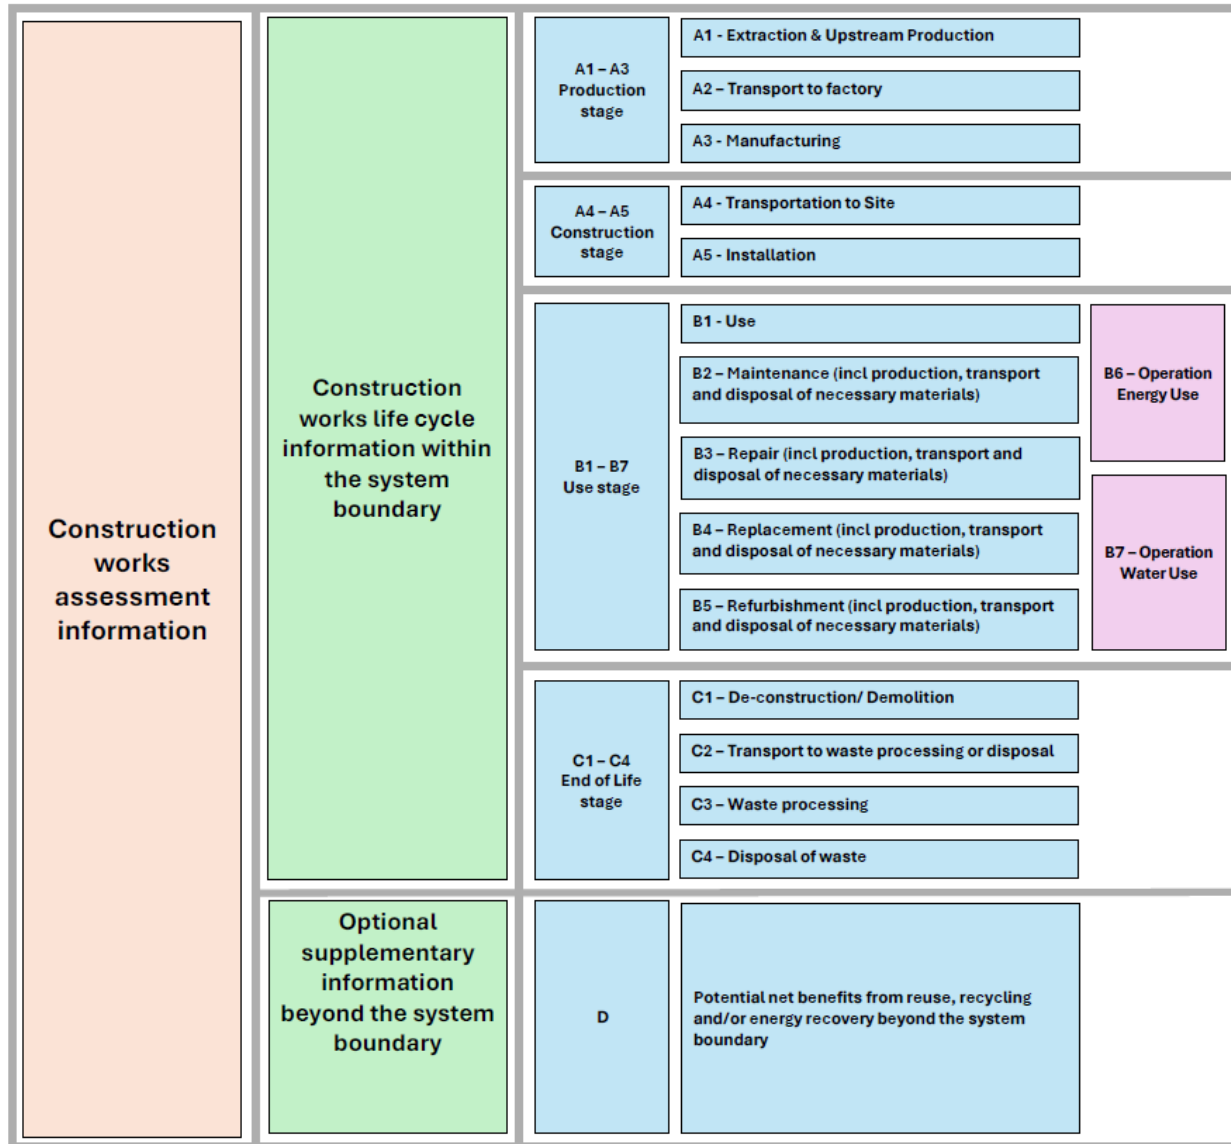 Construction
works
assessment
information
Construction
works life cycle
information within
the system
boundary
A1 – A3
Production
stage
A1 - Extraction & Upstream Production
A2 – Transport to factory
A3 - Manufacturing
A4 – A5
Construction
stage
A4 - Transportation to Site
A5 - Installation
B1 – B7
Use stage
B1 - Use
B2 – Maintenance (incl production, transport
and disposal of necessary materials)
B3 – Repair (incl production, transport and
disposal of necessary materials)
B4 – Replacement (incl production, transport
and disposal of necessary materials)
B5 – Refurbishment (incl production, transport
and disposal of necessary materials)
B6 – Operation
Energy Use
B7 – Operation
Water Use
C1 – C4
End of Life
stage
C1 – De-construction/ Demolition
C2 – Transport to waste processing or disposal
C3 – Waste processing
C4 – Disposal of waste
Optional
supplementary
information
beyond the system
boundary
D
Potential net benefits from reuse, recycling
and/or energy recovery beyond the system
boundary